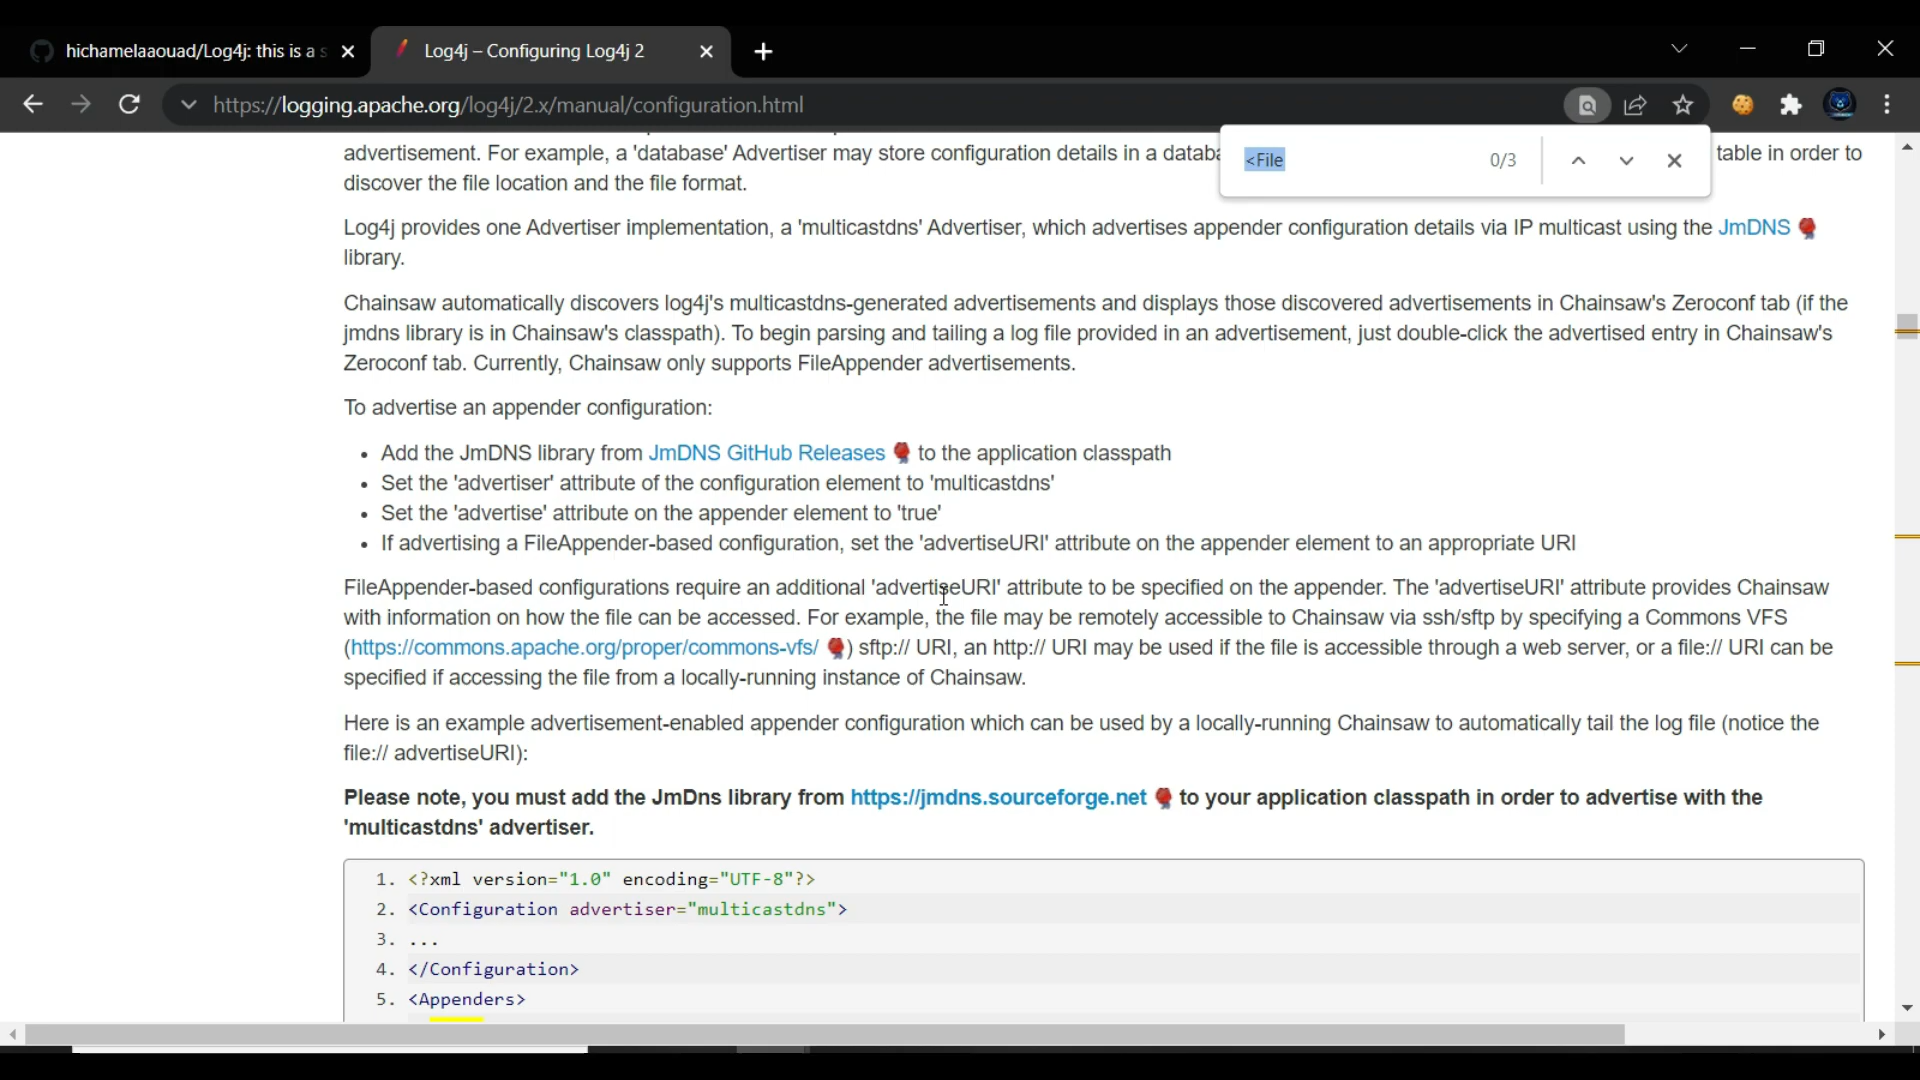 hichamelaaouad/Log4j: this is a s
Log4j – Configuring Log4j 2
https://logging.apache.org/log4j/2.x/manual/configuration.html
<File 0/3
advertisement. For example, a 'database' Advertiser may store configuration details in a table in order to
discover the file location and the file format.
Log4j provides one Advertiser implementation, a 'multicastdns' Advertiser, which advertises appender configuration details via IP multicast using the JmDNS
library.
Chainsaw automatically discovers log4j's multicastdns-generated advertisements and displays those discovered advertisements in Chainsaw's Zeroconf tab (if the
jmdns library is in Chainsaw's classpath). To begin parsing and tailing a log file provided in an advertisement, just double-click the advertised entry in Chainsaw's
Zeroconf tab. Currently, Chainsaw only supports FileAppender advertisements.
To advertise an appender configuration:
• Add the JmDNS library from JmDNS GitHub Releases to the application classpath
• Set the 'advertiser' attribute of the configuration element to 'multicastdns'
• Set the 'advertise' attribute on the appender element to 'true'
• If advertising a FileAppender-based configuration, set the 'advertiseURI' attribute on the appender element to an appropriate URI
FileAppender-based configurations require an additional 'advertiseURI' attribute to be specified on the appender. The 'advertiseURI' attribute provides Chainsaw
with information on how the file can be accessed. For example, the file may be remotely accessible to Chainsaw via ssh/sftp by specifying a Commons VFS
(https://commons.apache.org/proper/commons-vfs/ ) sftp:// URI, an http:// URI may be used if the file is accessible through a web server, or a file:// URI can be
specified if accessing the file from a locally-running instance of Chainsaw.
Here is an example advertisement-enabled appender configuration which can be used by a locally-running Chainsaw to automatically tail the log file (notice the
file:// advertiseURI):
Please note, you must add the JmDns library from https://jmdns.sourceforge.net to your application classpath in order to advertise with the
'multicastdns' advertiser.
1. <?xml version="1.0" encoding="UTF-8"?>
2. <Configuration advertiser="multicastdns">
3. ...
4. </Configuration>
5. <Appenders>